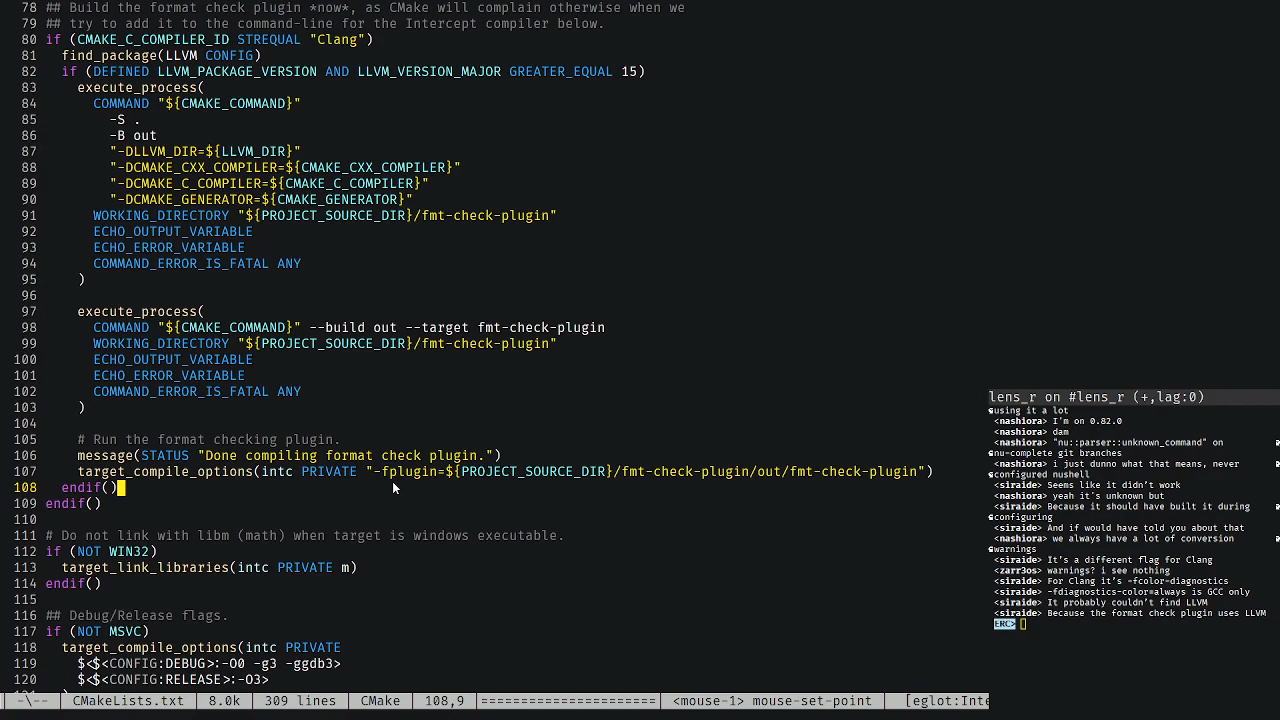 78 ## Build the format check plugin *now*, as CMake will complain otherwise when we
79 ## try to add it to the command-line for the Intercept compiler below.
80 if (CMAKE_C_COMPILER_ID STREQUAL "Clang")
81 find_package(LLVM CONFIG)
82 if (DEFINED LLVM_PACKAGE_VERSION AND LLVM_VERSION_MAJOR GREATER_EQUAL 15)
83 execute_process(
84 COMMAND "${CMAKE_COMMAND}"
85 -S .
86 -B out
87 "-DLLVM_DIR=${LLVM_DIR}"
88 "-DCMAKE_CXX_COMPILER=${CMAKE_CXX_COMPILER}"
89 "-DCMAKE_C_COMPILER=${CMAKE_C_COMPILER}"
90 "-DCMAKE_GENERATOR=${CMAKE_GENERATOR}"
91 WORKING_DIRECTORY "${PROJECT_SOURCE_DIR}/fmt-check-plugin"
92 ECHO_OUTPUT_VARIABLE
93 ECHO_ERROR_VARIABLE
94 COMMAND_ERROR_IS_FATAL ANY
95 )
96
97 execute_process(
98 COMMAND "${CMAKE_COMMAND}" --build out --target fmt-check-plugin
99 WORKING_DIRECTORY "${PROJECT_SOURCE_DIR}/fmt-check-plugin"
100 ECHO_OUTPUT_VARIABLE
101 ECHO_ERROR_VARIABLE
102 COMMAND_ERROR_IS_FATAL ANY
103 )
104
105 # Run the format checking plugin.
106 message(STATUS "Done compiling format check plugin.")
107 target_compile_options(intc PRIVATE "-fplugin=${PROJECT_SOURCE_DIR}/fmt-check-plugin/out/fmt-check-plugin")
108 endif()
109 endif()
110
111 # Do not link with libm (math) when target is windows executable.
112 if (NOT WIN32)
113 target_link_libraries(intc PRIVATE m)
114 endif()
115
116 ## Debug/Release flags.
117 if (NOT MSVC)
118 target_compile_options(intc PRIVATE
119 $<$<CONFIG:DEBUG>:-O0 -g3 -ggdb3>
120 $<$<CONFIG:RELEASE>:-O3>
-\-- CMakeLists.txt 8.0k 309 lines CMake 108,9 ==================== <mouse-1> mouse-set-point [eglot:Inte
lens_r on #lens_r (+,lag:0)
using it a lot
<nashiora> I'm on 0.82.0
<nashiora> dam
<nashiora> "nu::parser::unknown_command" on
nu-complete git branches
<nashiora> i just dunno what that means, never
configured nushell
<siraide> Seems like it didn't work
<nashiora> yeah it's unknown but
<siraide> Because it should have built it during
configuring
<siraide> And if would have told you about that
<nashiora> we always have a lot of conversion
warnings
<siraide> It's a different flag for Clang
<zarr3os> warnings? i see nothing
<siraide> For Clang it's -fcolor-diagnostics
<siraide> -fdiagnostics-color=always is GCC only
<siraide> It probably couldn't find LLVM
<siraide> Because the format check plugin uses LLVM
ERC>